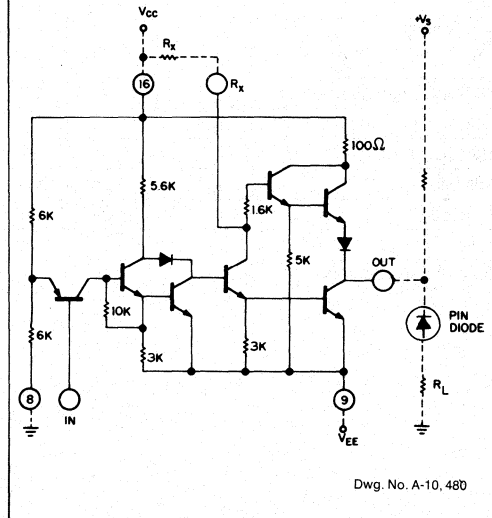 VCC
+VS
RX
16
RX
100Ω
5.6K
6K
1.6K
5K
OUT
10K
PIN
DIODE
6K
3K
3K
RL
8
IN
9
VEE
Dwg. No. A-10, 480